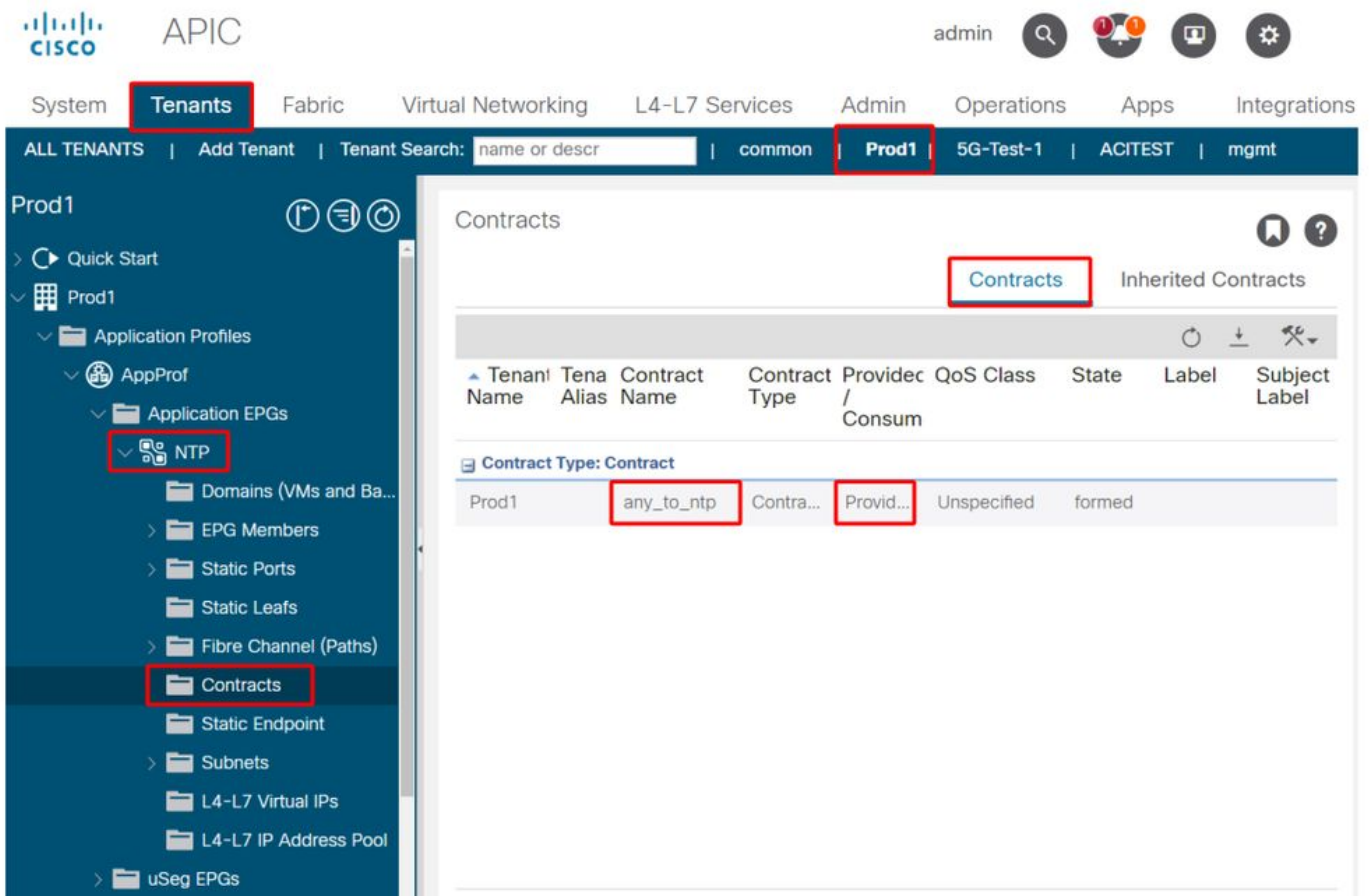 CISCO
APIC
admin
1
1
System Tenants Fabric Virtual Networking L4-L7 Services Admin Operations Apps Integrations
ALL TENANTS | Add Tenant | Tenant Search: name or descr | common | Prod1 | 5G-Test-1 | ACITEST | mgmt
Prod1
Quick Start
Prod1
Application Profiles
AppProf
Application EPGs
NTP
Domains (VMs and Ba...
EPG Members
Static Ports
Static Leafs
Fibre Channel (Paths)
Contracts
Static Endpoint
Subnets
L4-L7 Virtual IPs
L4-L7 IP Address Pool
uSeg EPGs
Contracts
?
Contracts Inherited Contracts
Tenant Tena Contract Contract Providec QoS Class State Label Subject
Name Alias Name Type / Label
Consum
Contract Type: Contract
Prod1 any_to_ntp Contra... Provid... Unspecified formed